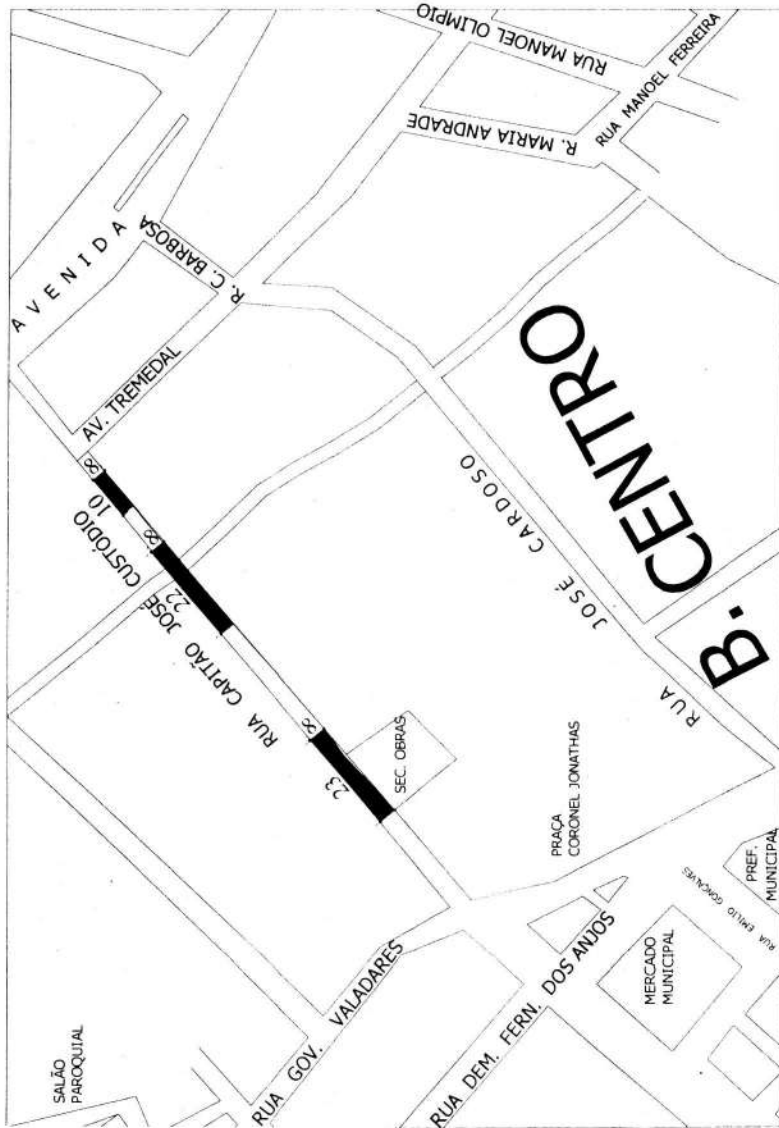 RUA MANOEL OLIMPIO
R. MARIA ANDRADE
RUA MANOEL FERREIRA
AVENIDA
R. C. BARBOSA
AV. TREMEDAL
8
10
8
22
RUA CAPITÃO JOSÉ CUSTÓDIO
8
23
SEC. OBRAS
RUA JOSÉ CARDOSO
B. CENTRO
PRAÇA
CORONEL JONATHAS
RUA GOV. VALADARES
RUA DEM. FERN. DOS ANJOS
SALÃO
PAROQUIAL
MERCADO
MUNICIPAL
RUA EMILIO GONÇALVES
PREF.
MUNICIPAL